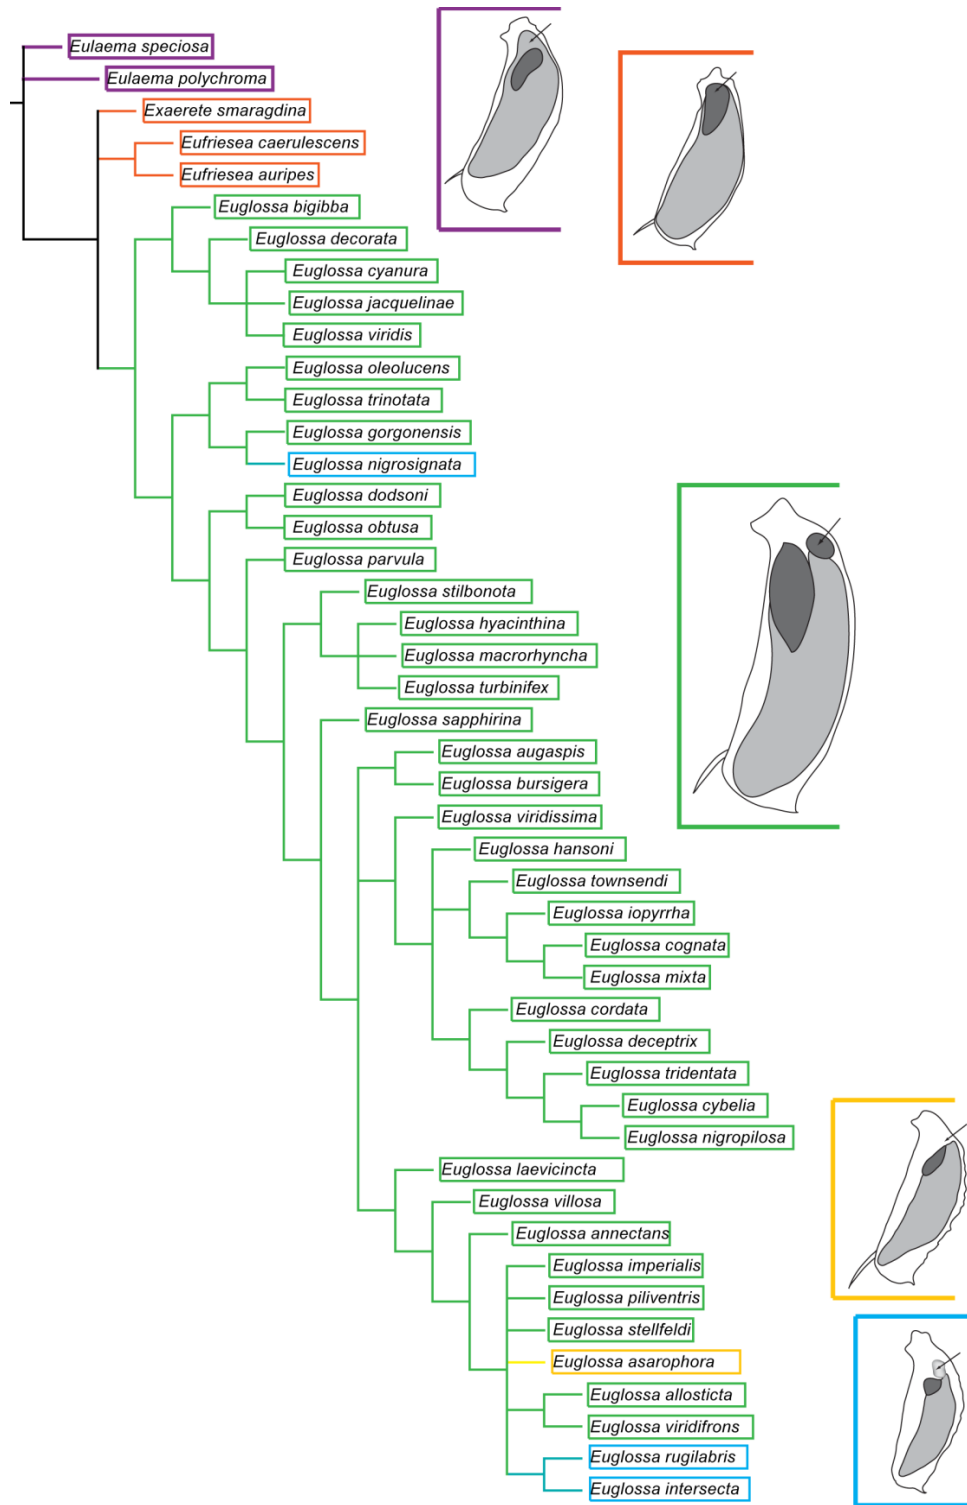 Eulaema speciosa
Eulaema polychroma
Exaerete smaragdina
Eufriesea caerulescens
Eufriesea auripes
Euglossa bigibba
Euglossa decorata
Euglossa cyanura
Euglossa jacquelinae
Euglossa viridis
Euglossa oleolucens
Euglossa trinotata
Euglossa gorgonensis
Euglossa nigrosignata
Euglossa dodsoni
Euglossa obtusa
Euglossa parvula
Euglossa stilbonota
Euglossa hyacinthina
Euglossa macrorhyncha
Euglossa turbinifex
Euglossa sapphirina
Euglossa augaspis
Euglossa bursigera
Euglossa viridissima
Euglossa hansoni
Euglossa townsendi
Euglossa iopyrrha
Euglossa cognata
Euglossa mixta
Euglossa cordata
Euglossa deceptrix
Euglossa tridentata
Euglossa cybelia
Euglossa nigropilosa
Euglossa laevicincta
Euglossa villosa
Euglossa annectans
Euglossa imperialis
Euglossa piliventris
Euglossa stellfeldi
Euglossa asarophora
Euglossa allosticta
Euglossa viridifrons
Euglossa rugilabris
Euglossa intersecta